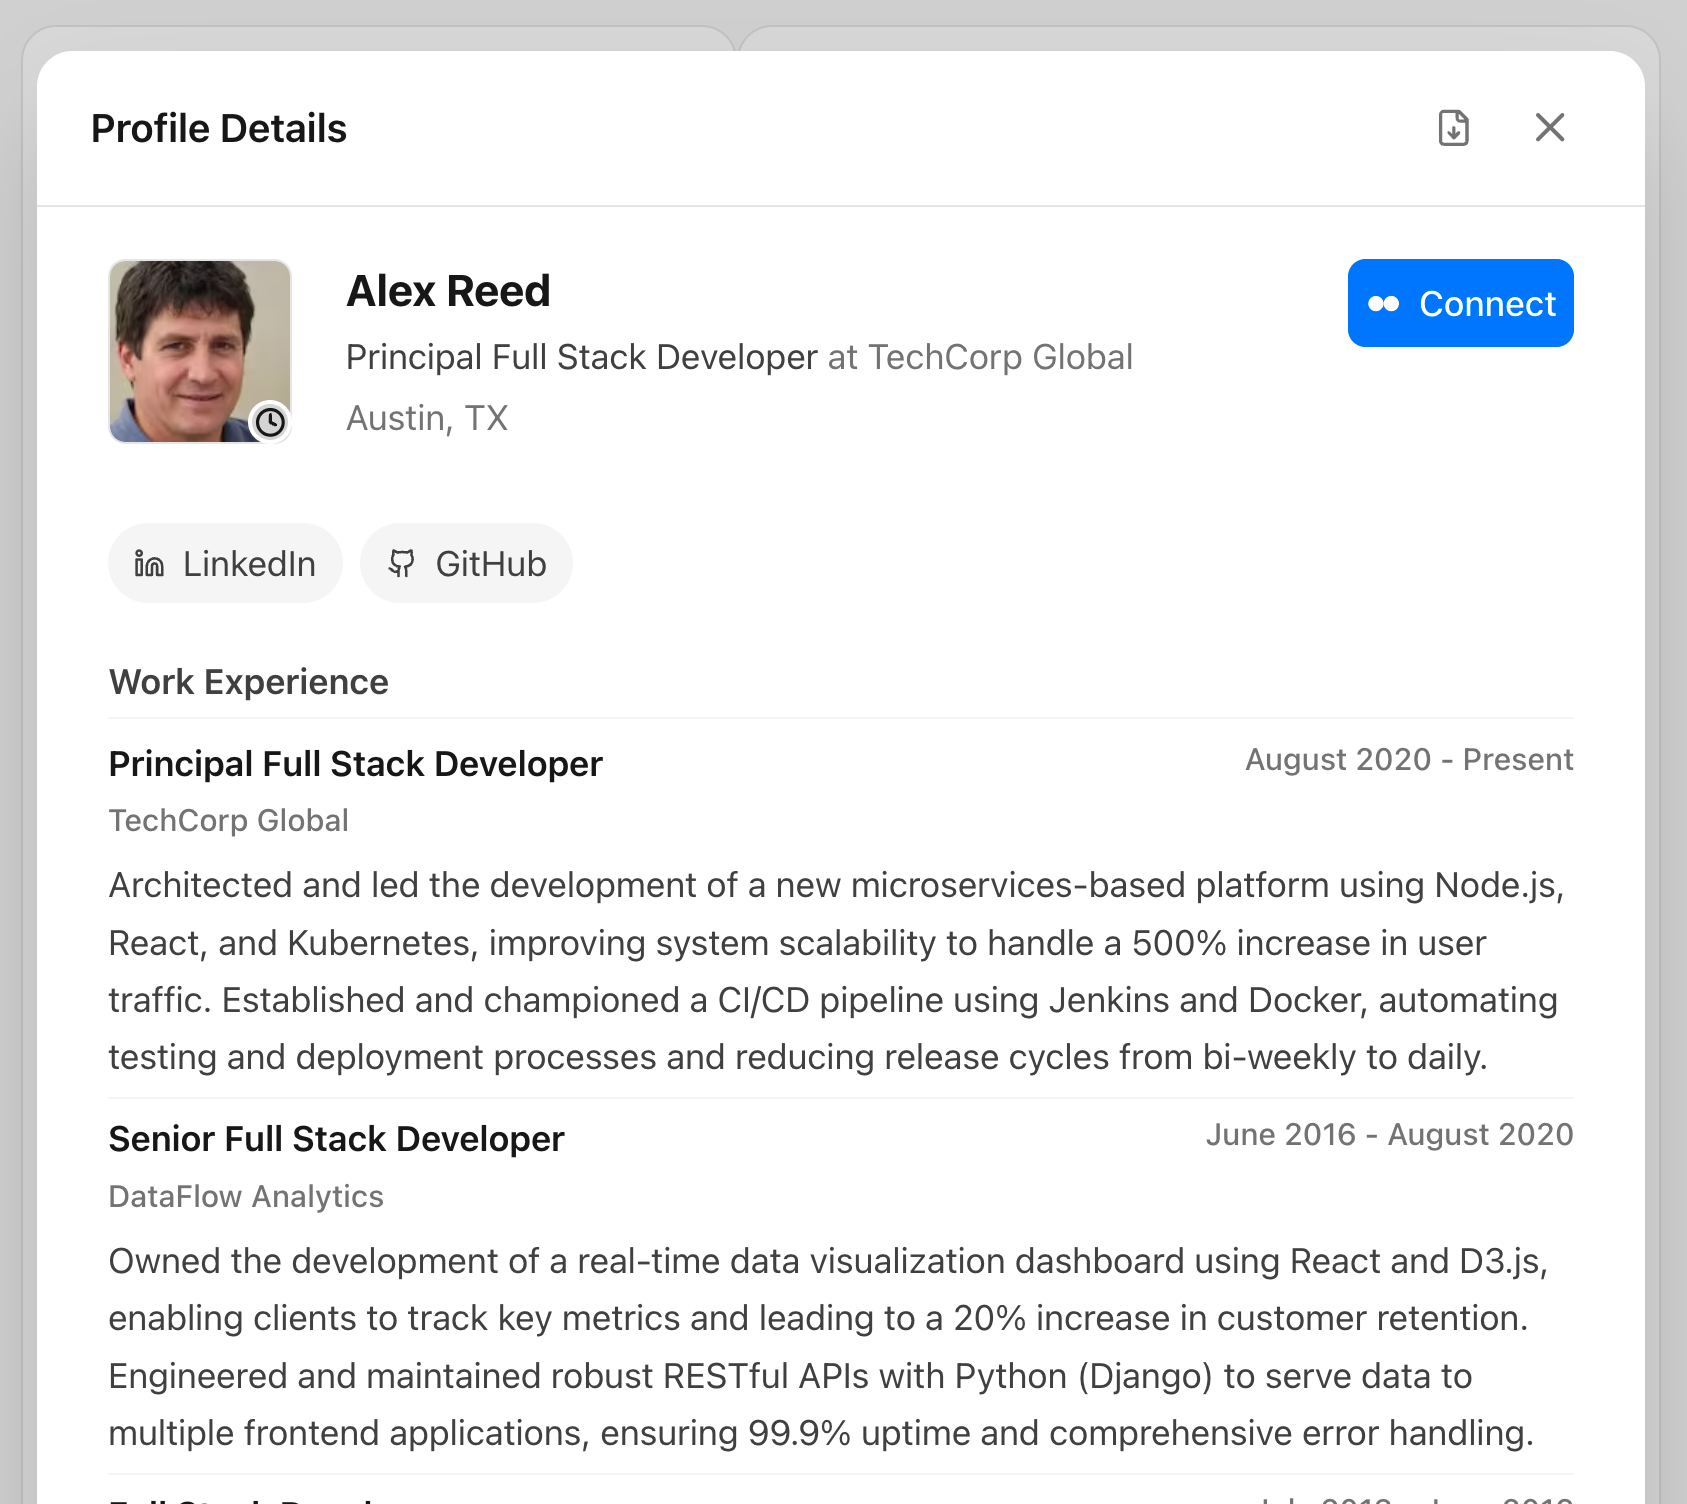 Profile Details
Alex Reed
Connect
Principal Full Stack Developer at TechCorp Global
Austin, TX
LinkedIn
GitHub
Work Experience
Principal Full Stack Developer
August 2020 - Present
TechCorp Global
Architected and led the development of a new microservices-based platform using Node.js,
React, and Kubernetes, improving system scalability to handle a 500% increase in user
traffic. Established and championed a CI/CD pipeline using Jenkins and Docker, automating
testing and deployment processes and reducing release cycles from bi-weekly to daily.
Senior Full Stack Developer
June 2016 - August 2020
DataFlow Analytics
Owned the development of a real-time data visualization dashboard using React and D3.js,
enabling clients to track key metrics and leading to a 20% increase in customer retention.
Engineered and maintained robust RESTful APIs with Python (Django) to serve data to
multiple frontend applications, ensuring 99.9% uptime and comprehensive error handling.